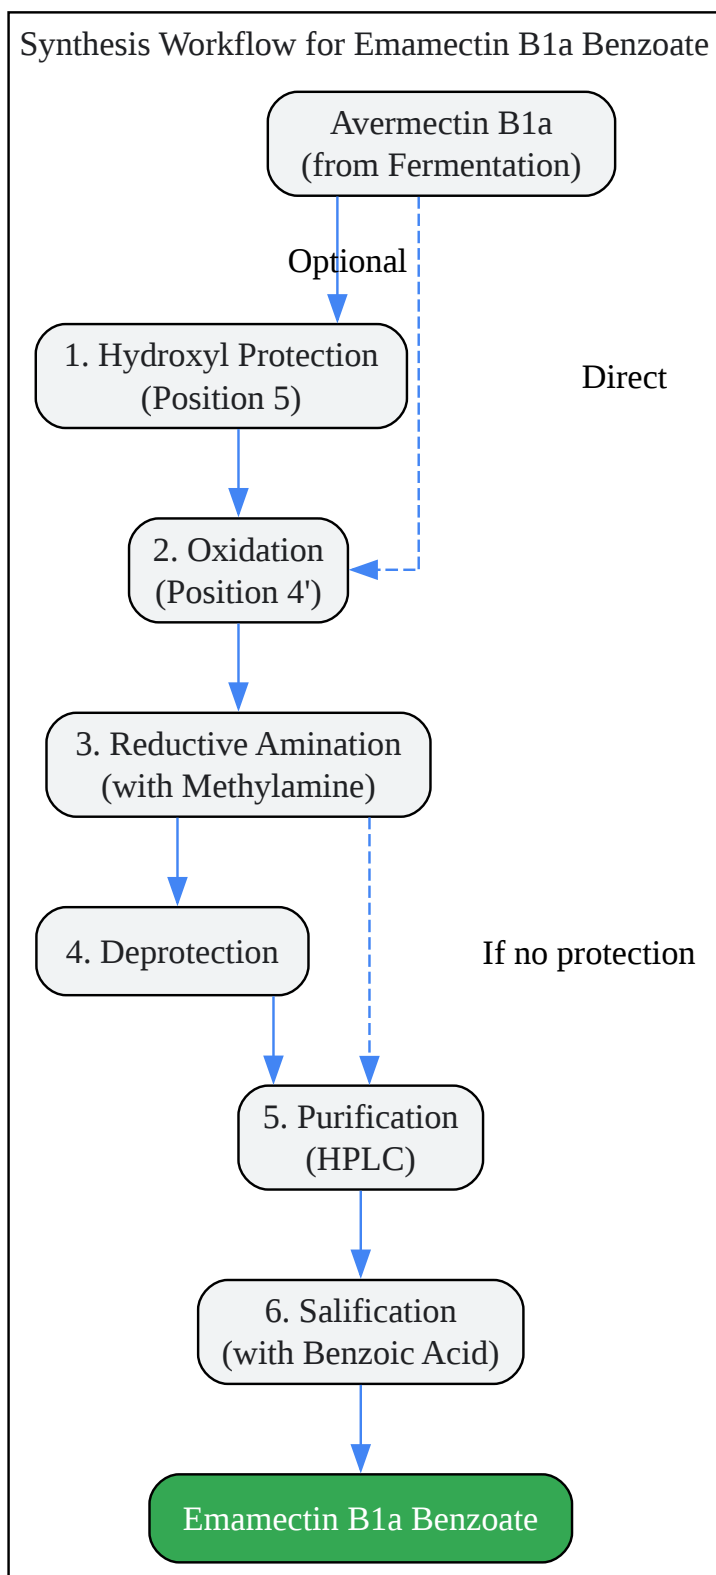 Synthesis Workflow for Emamectin B1a Benzoate
Avermectin B1a
(from Fermentation)
Optional
1. Hydroxyl Protection
(Position 5)
Direct
2. Oxidation
(Position 4')
3. Reductive Amination
(with Methylamine)
4. Deprotection
If no protection
5. Purification
(HPLC)
6. Salification
(with Benzoic Acid)
Emamectin B1a Benzoate